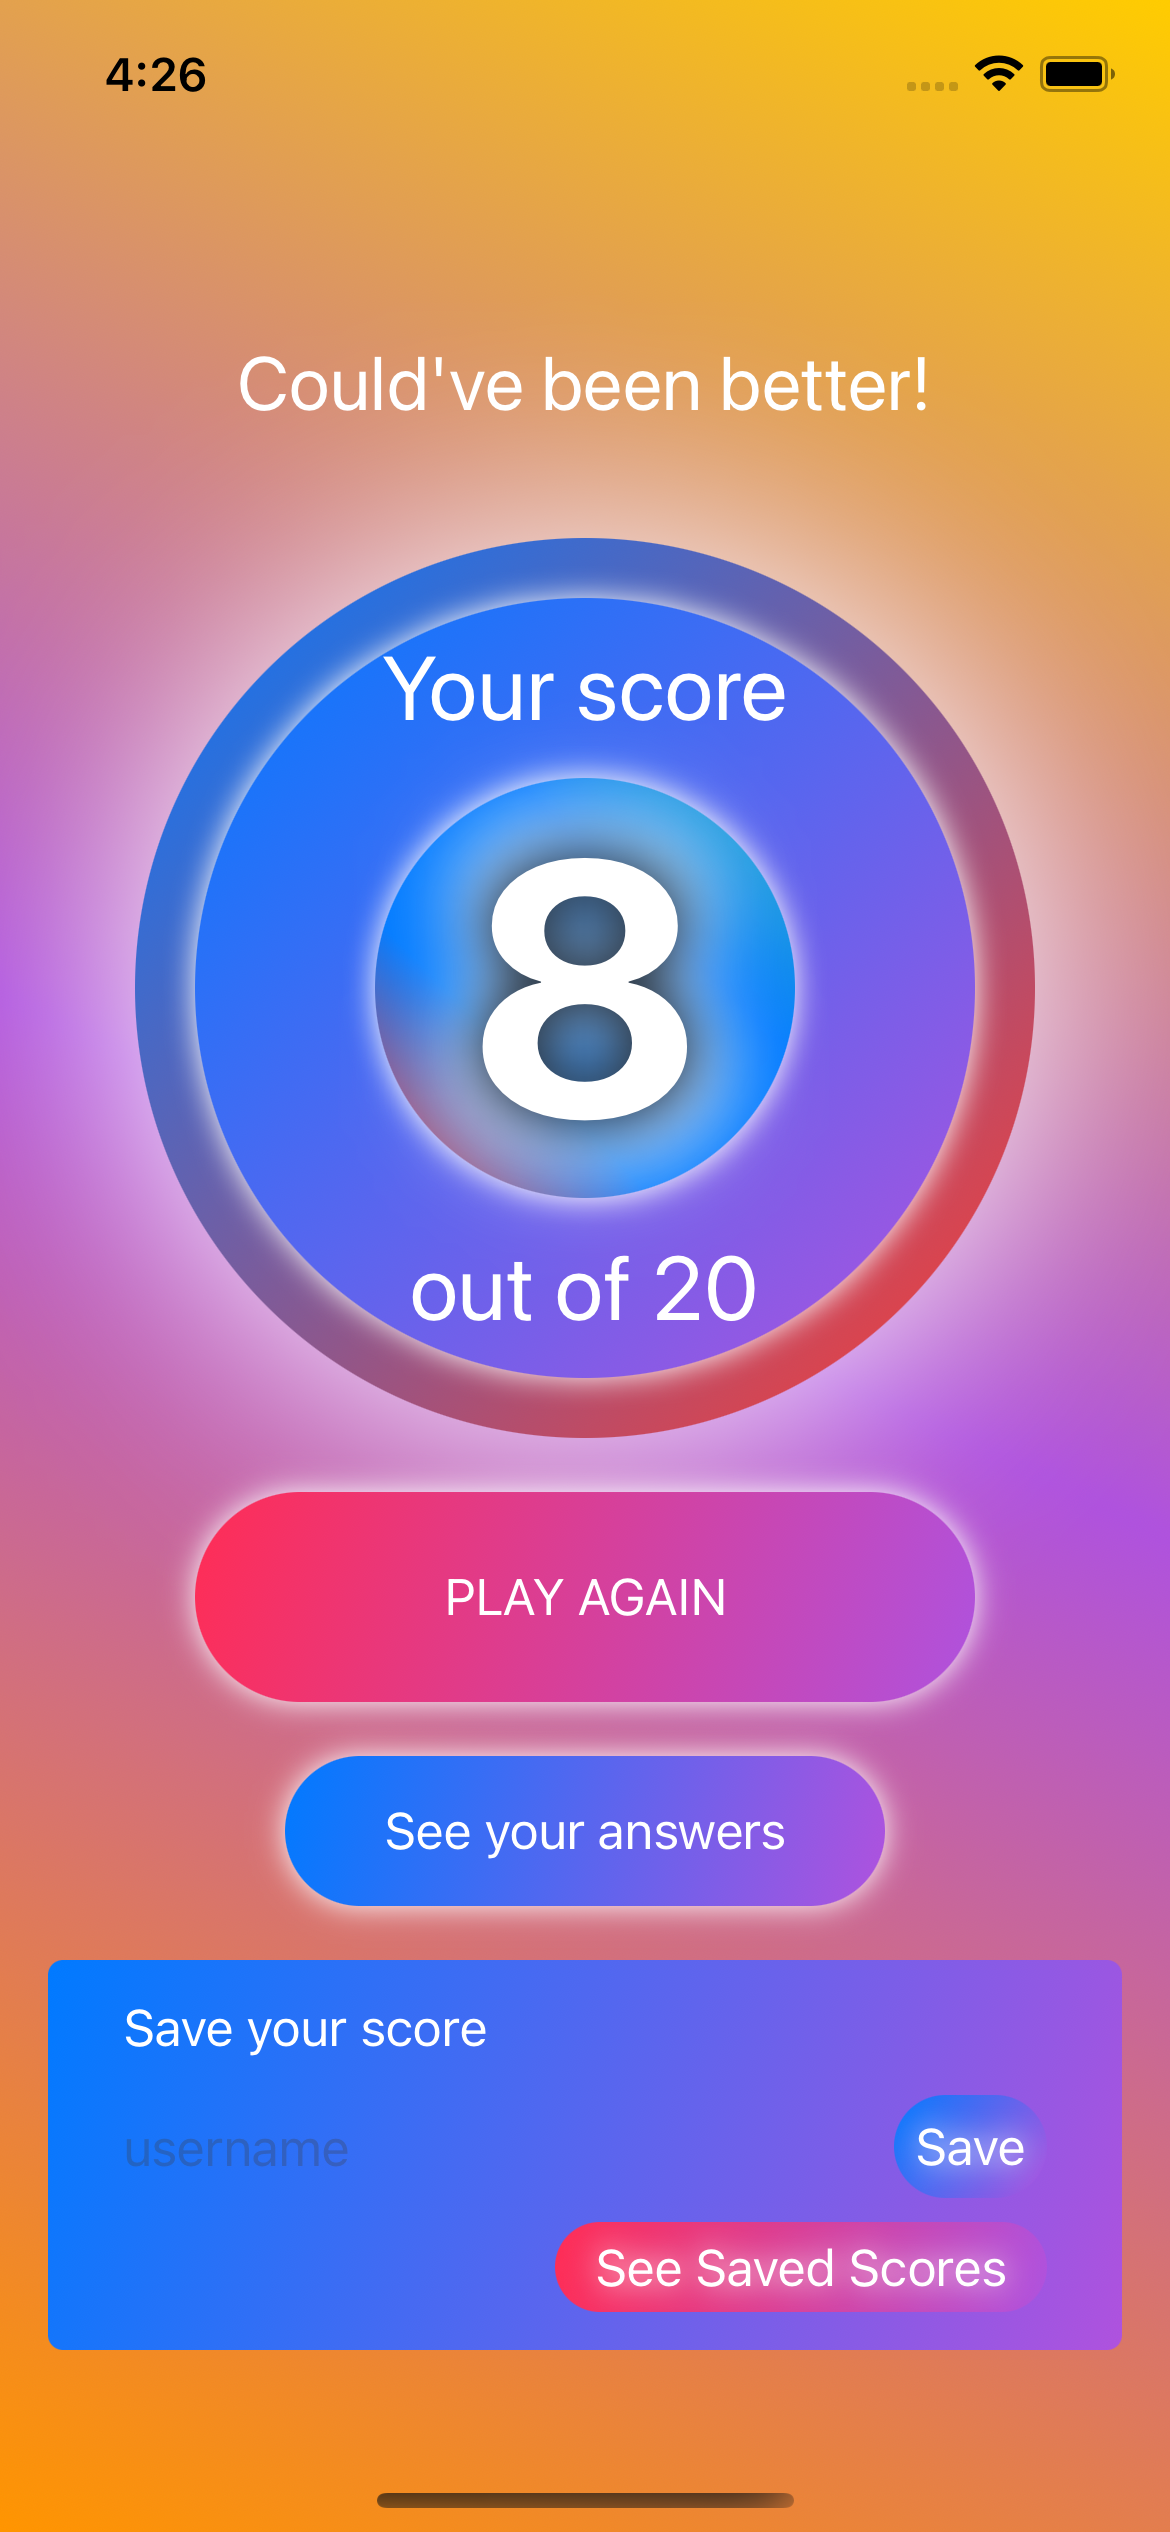 4:26
Could've been better!
Your score
8
out of 20
PLAY AGAIN
See your answers
Save your score
username
Save
See Saved Scores